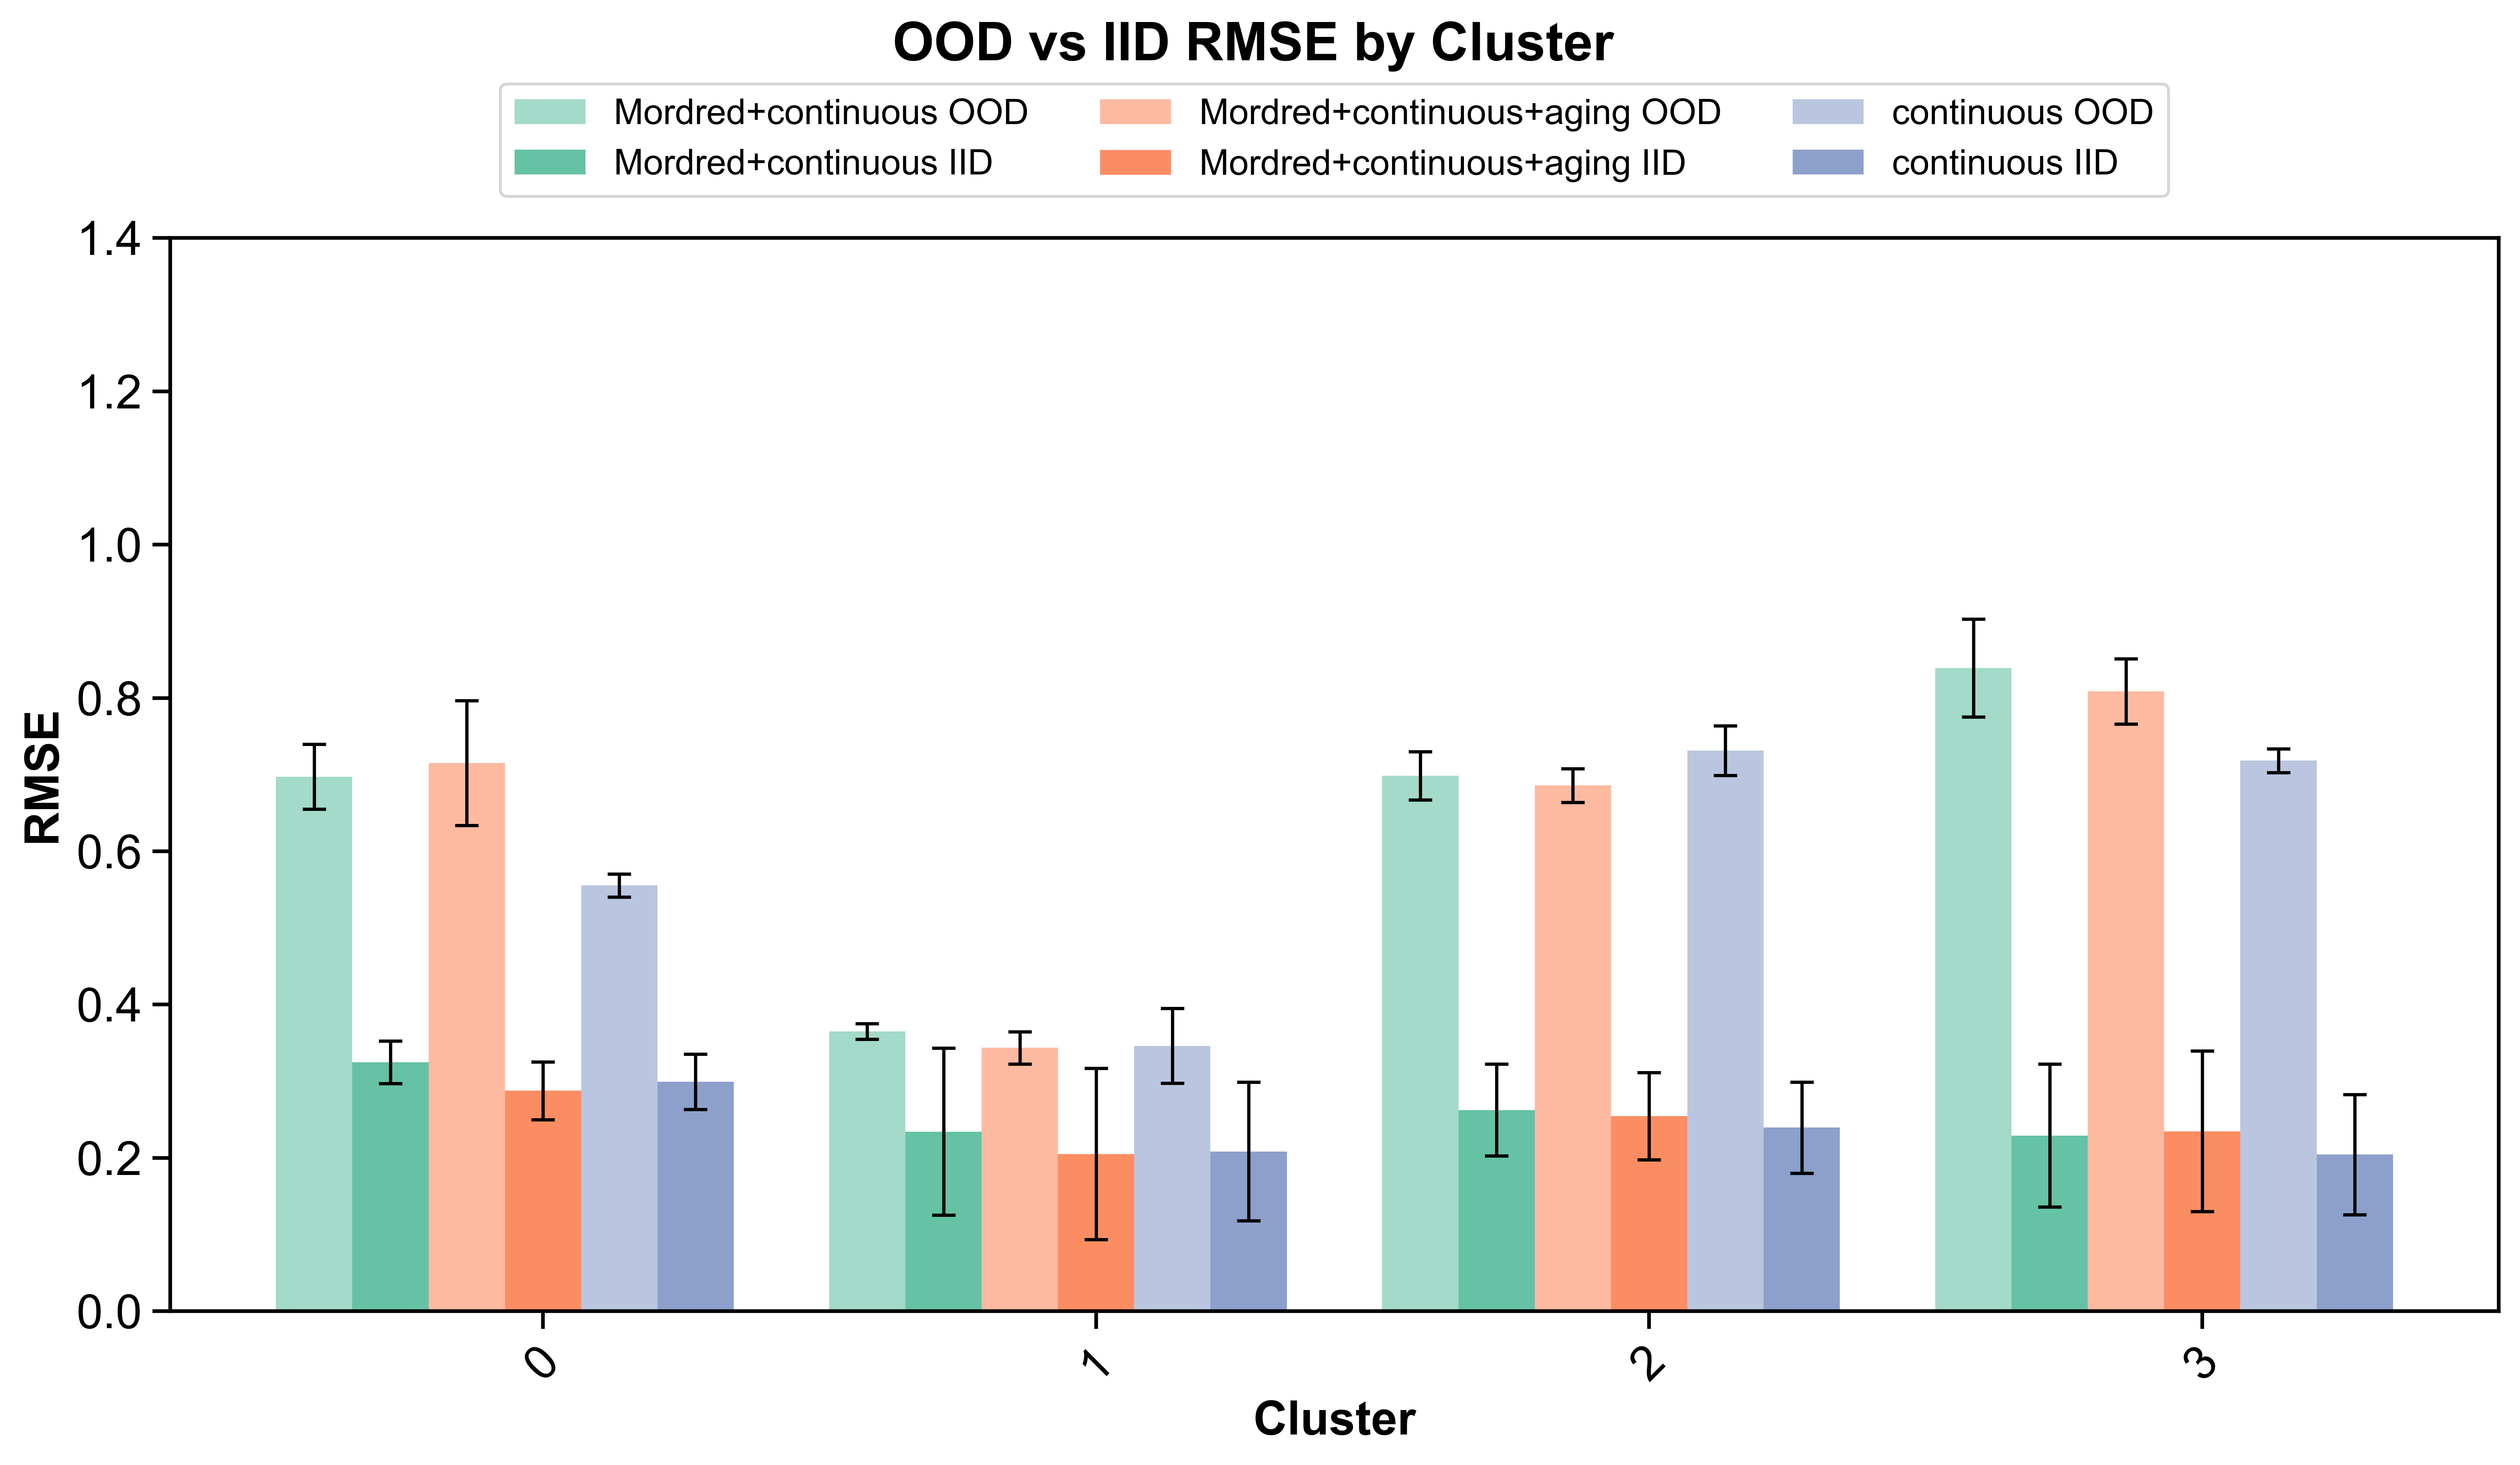 OOD vs IID RMSE by Cluster
Mordred+continuous OOD
Mordred+continuous IID
Mordred+continuous+aging OOD
Mordred+continuous+aging IID
continuous OOD
continuous IID
1.4
1.2
1.0
0.8
0.6
0.4
0.2
0.0
RMSE
0
1
2
3
Cluster